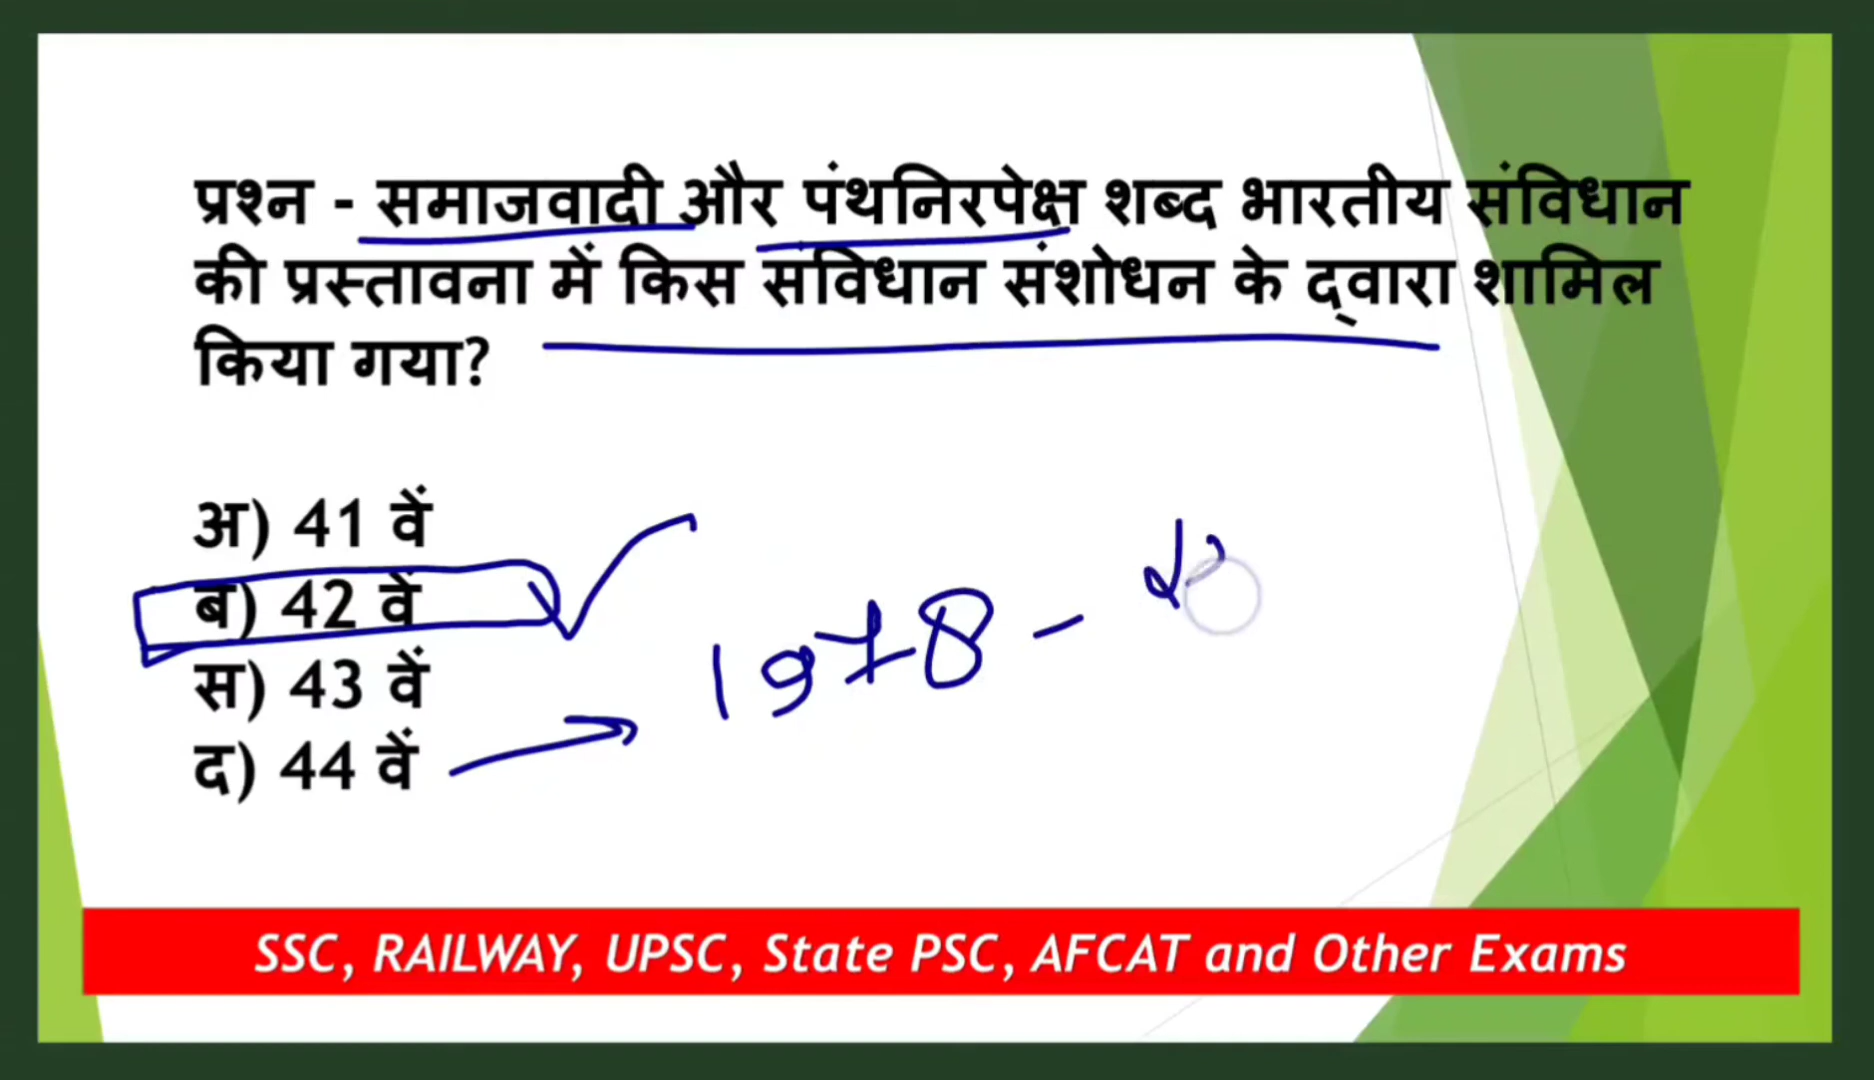 प्रश्न - समाजवादी और पंथनिरपेक्ष शब्द भारतीय संविधान
की प्रस्तावना में किस संविधान संशोधन के द्वारा शामिल
किया गया?
अ) 41 वें
ब) 42 वें
स) 43 वें
द) 44 वें
1978 -
SSC, RAILWAY, UPSC, State PSC, AFCAT and Other Exams